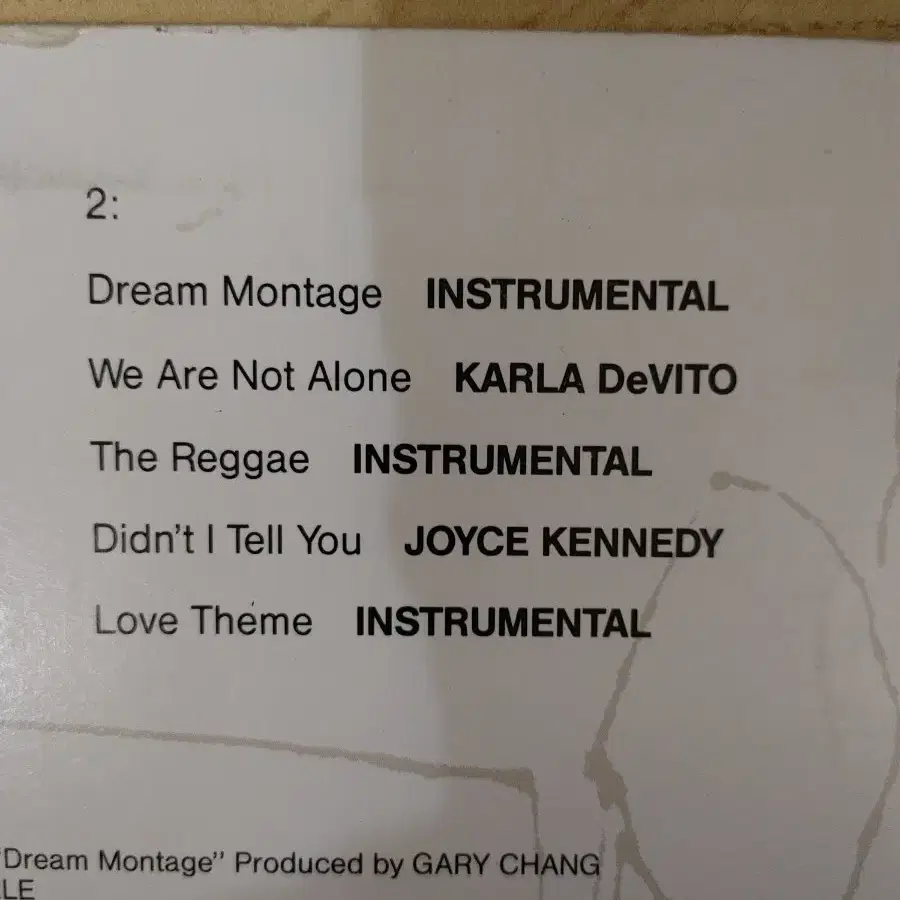 2:
Dream Montage INSTRUMENTAL
We Are Not Alone KARLA DeVITO
The Reggae INSTRUMENTAL
Didn't I Tell You JOYCE KENNEDY
Love Theme INSTRUMENTAL
"Dream Montage" Produced by GARY CHANG
LE